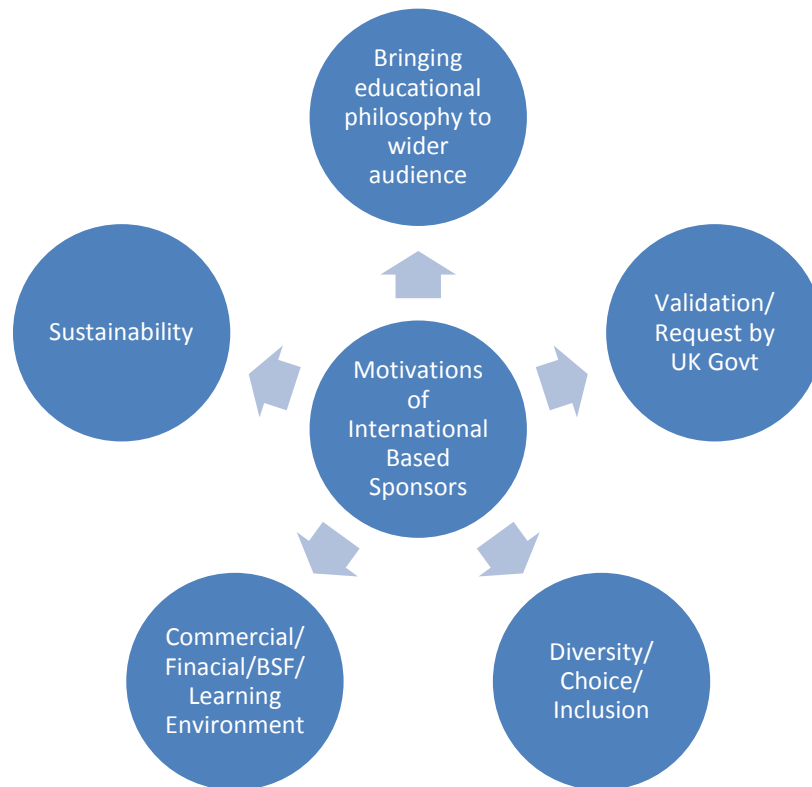 Bringing
educational
philosophy to
wider
audience
Sustainability
Validation/
Request by
UK Govt
Motivations
of
International
Based
Sponsors
Commercial/
Finacial/BSF/
Learning
Environment
Diversity/
Choice/
Inclusion